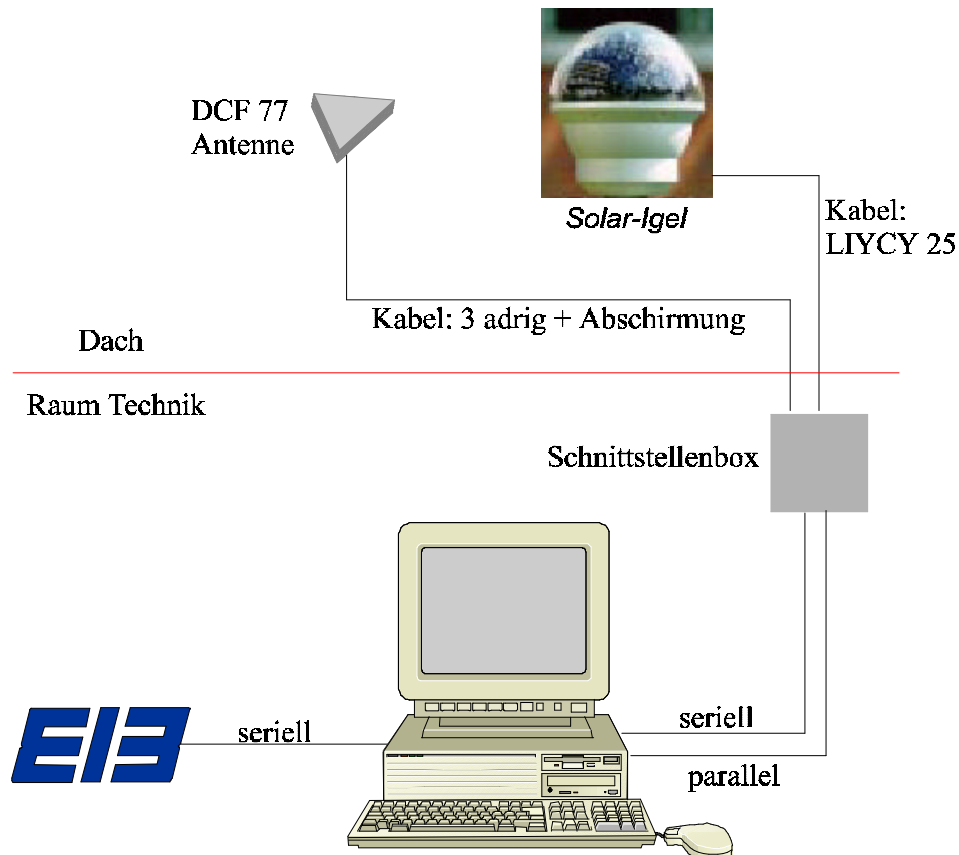 DCF 77
Antenne
Solar-Igel
Kabel:
LIYCY 25
Kabel: 3 adrig + Abschirmung
Dach
Raum Technik
Schnittstellenbox
EIB
seriell
seriell
parallel